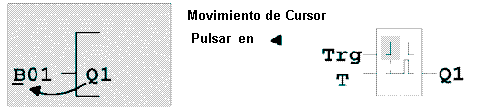 Movimiento de Cursor
Pulsar en
B01
Q1
Trg
T
Q1